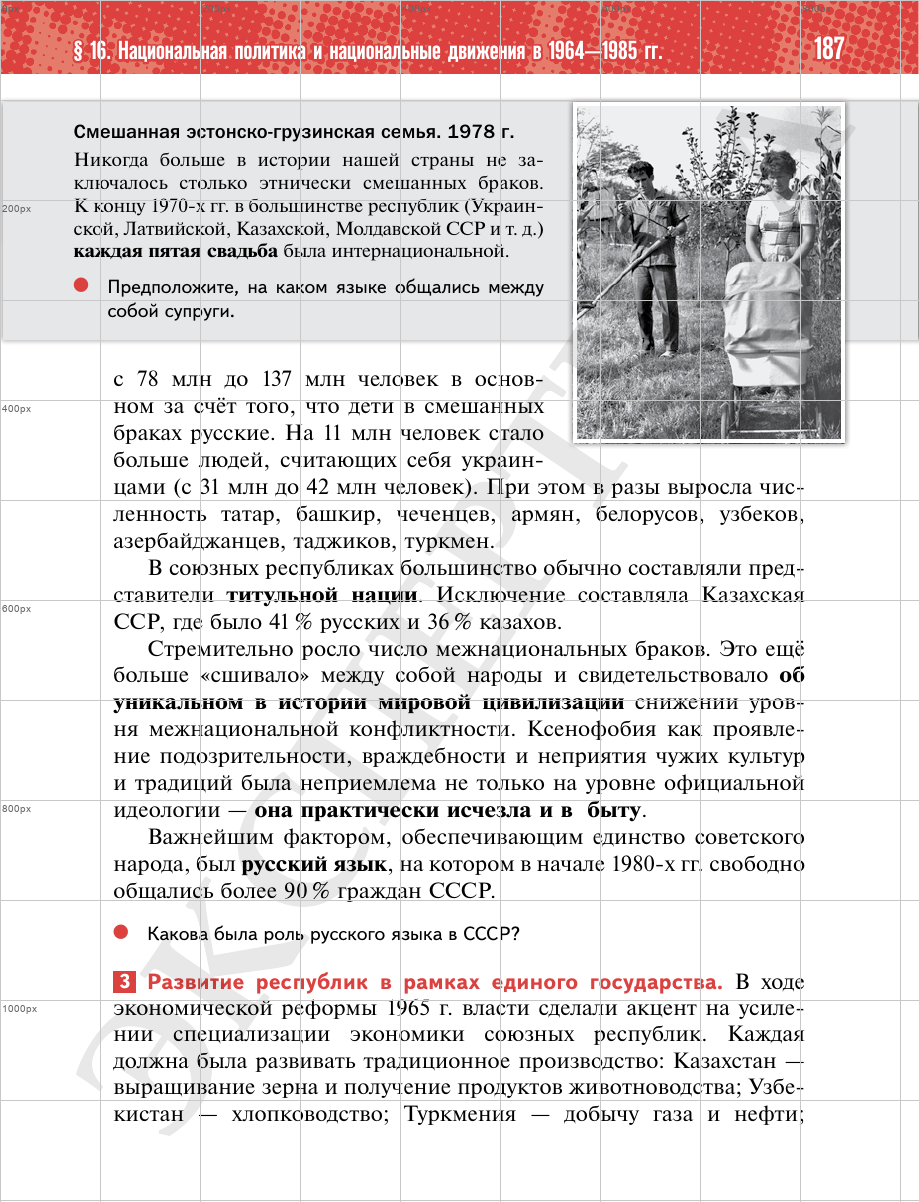 § 16. Национальная политика и национальные движения в 1964—1985 гг.
187
Смешанная эстонско-грузинская семья. 1978 г.
Никогда больше в истории нашей страны не за-
ключалось столько этнически смешанных браков.
К концу 1970-х гг. в большинстве республик (Украин-
ской, Латвийской, Казахской, Молдавской ССР и т. д.)
каждая пятая свадьба была интернациональной.
Предположите, на каком языке общались между
собой супруги.
с 78 млн до 137 млн человек в основ-
ном за счёт того, что дети в смешанных
браках русские. На 11 млн человек стало
больше людей, считающих себя украин-
цами (с 31 млн до 42 млн человек). При этом в разы выросла чис-
ленность татар, башкир, чеченцев, армян, белорусов, узбеков,
азербайджанцев, таджиков, туркмен.
В союзных республиках большинство обычно составляли пред-
ставители титульной нации. Исключение составляла Казахская
ССР, где было 41 % русских и 36 % казахов.
Стремительно росло число межнациональных браков. Это ещё
больше «сшивало» между собой народы и свидетельствовало об
уникальном в истории мировой цивилизации снижении уров-
ня межнациональной конфликтности. Ксенофобия как проявле-
ние подозрительности, враждебности и неприятия чужих культур
и традиций была неприемлема не только на уровне официальной
идеологии — она практически исчезла и в быту.
Важнейшим фактором, обеспечивающим единство советского
народа, был русский язык, на котором в начале 1980-х гг. свободно
общались более 90 % граждан СССР.
Какова была роль русского языка в СССР?
3 Развитие республик в рамках единого государства. В ходе
экономической реформы 1965 г. власти сделали акцент на усиле-
нии специализации экономики союзных республик. Каждая
должна была развивать традиционное производство: Казахстан —
выращивание зерна и получение продуктов животноводства; Узбе-
кистан — хлопководство; Туркмения — добычу газа и нефти;
200px
400px
600px
800px
1000px